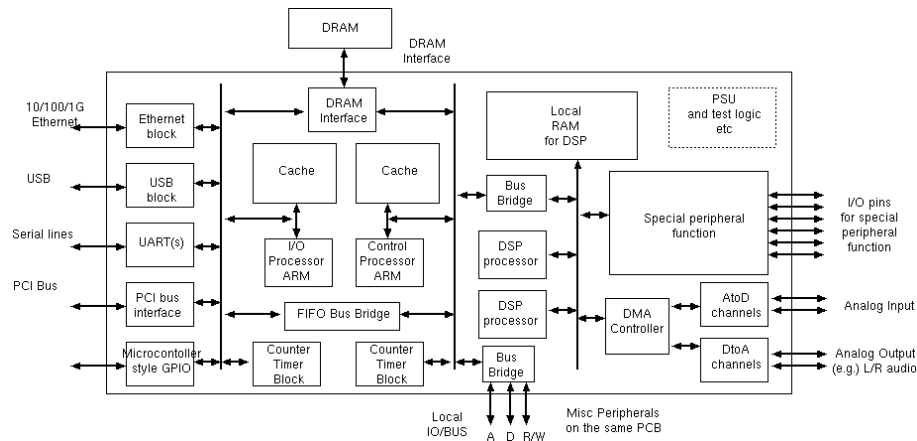 DRAM
DRAM
Interface
10/100/1G
Ethernet
Ethernet
block
DRAM
Interface
Local
RAM
for DSP
PSU
and test logic
etc
USB
USB
block
Cache
Cache
Bus
Bridge
Special peripheral
function
I/O pins
for special
peripheral
function
Serial lines
UART(s)
I/O
Processor
ARM
Control
Processor
ARM
DSP
processor
PCI Bus
PCI bus
interface
FIFO Bus Bridge
DSP
processor
DMA
Controller
AtoD
channels
Analog Input
Microcontoller
style GPIO
Counter
Timer
Block
Counter
Timer
Block
Bus
Bridge
DtoA
channels
Analog Output
(e.g.) L/R audio
Local
IO/BUS
A D R/W
Misc Peripherals
on the same PCB